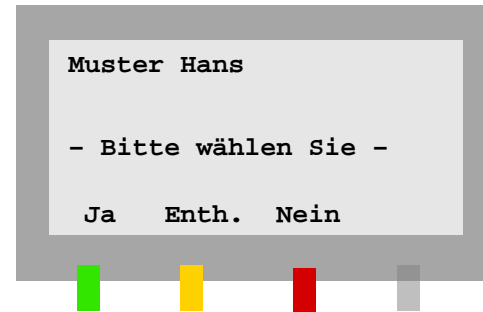 Muster Hans
– Bitte wählen Sie –
Ja Enth. Nein